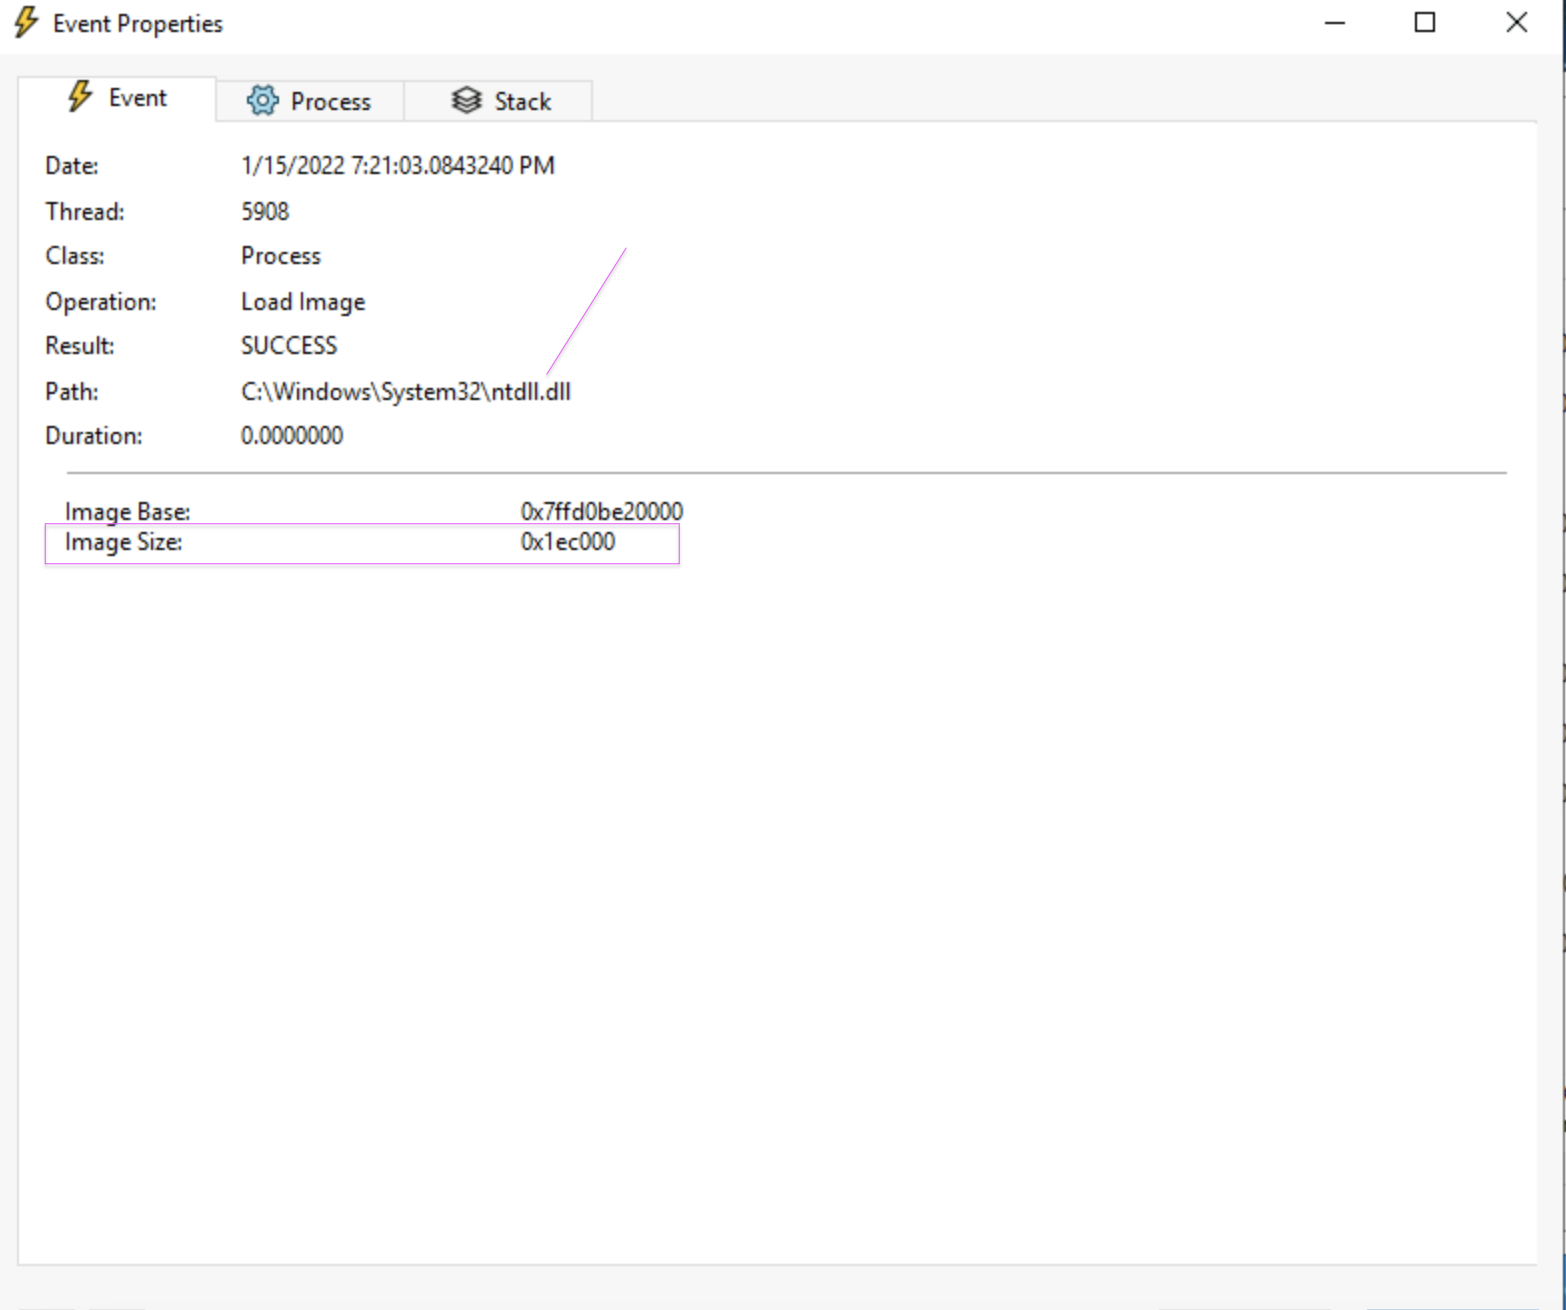 Event Properties
Event Process Stack
Date: 1/15/2022 7:21:03.0843240 PM
Thread: 5908
Class: Process
Operation: Load Image
Result: SUCCESS
Path: C:\Windows\System32\ntdll.dll
Duration: 0.0000000
Image Base: 0x7ffd0be20000
Image Size: 0x1ec000